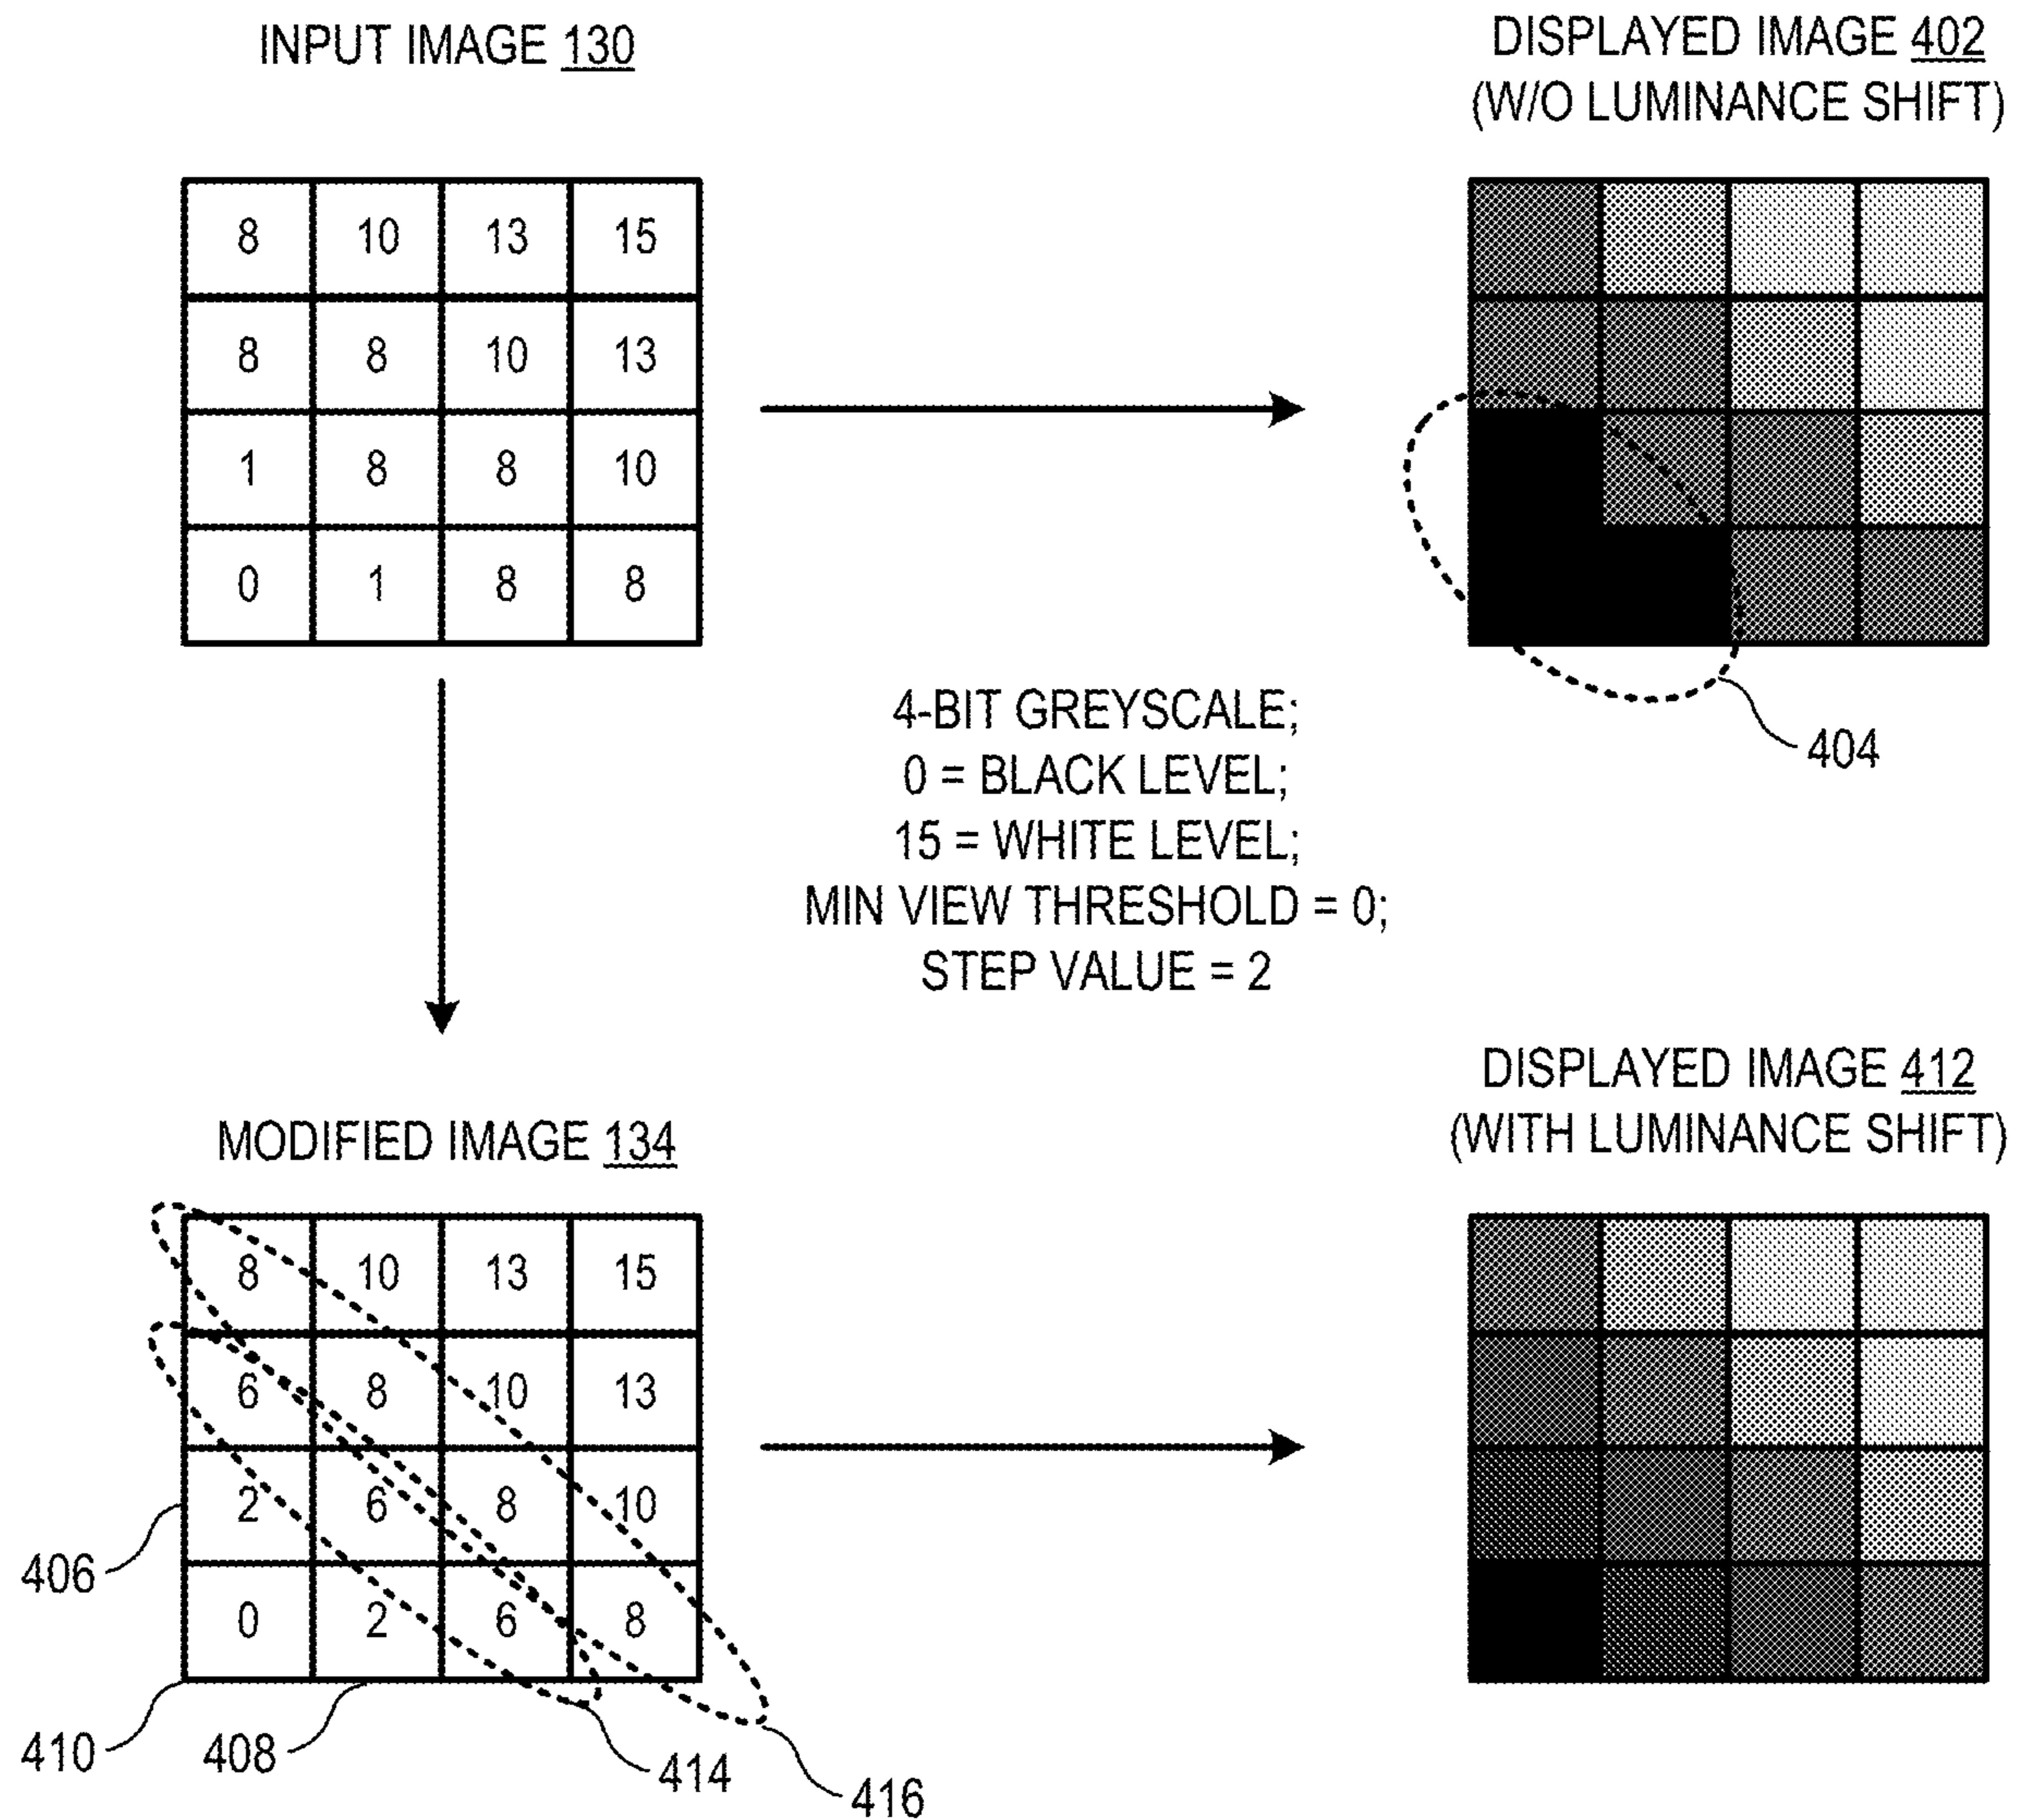 INPUT IMAGE 130
DISPLAYED IMAGE 402
(W/O LUMINANCE SHIFT)
8 10 13 15
8 8 10 13
1 8 8 10
0 1 8 8
404
4-BIT GREYSCALE;
0 = BLACK LEVEL;
15 = WHITE LEVEL;
MIN VIEW THRESHOLD = 0;
STEP VALUE = 2
MODIFIED IMAGE 134
DISPLAYED IMAGE 412
(WITH LUMINANCE SHIFT)
8 10 13 15
6 8 10 13
2 6 8 10
0 2 6 8
406
410
408
414
416